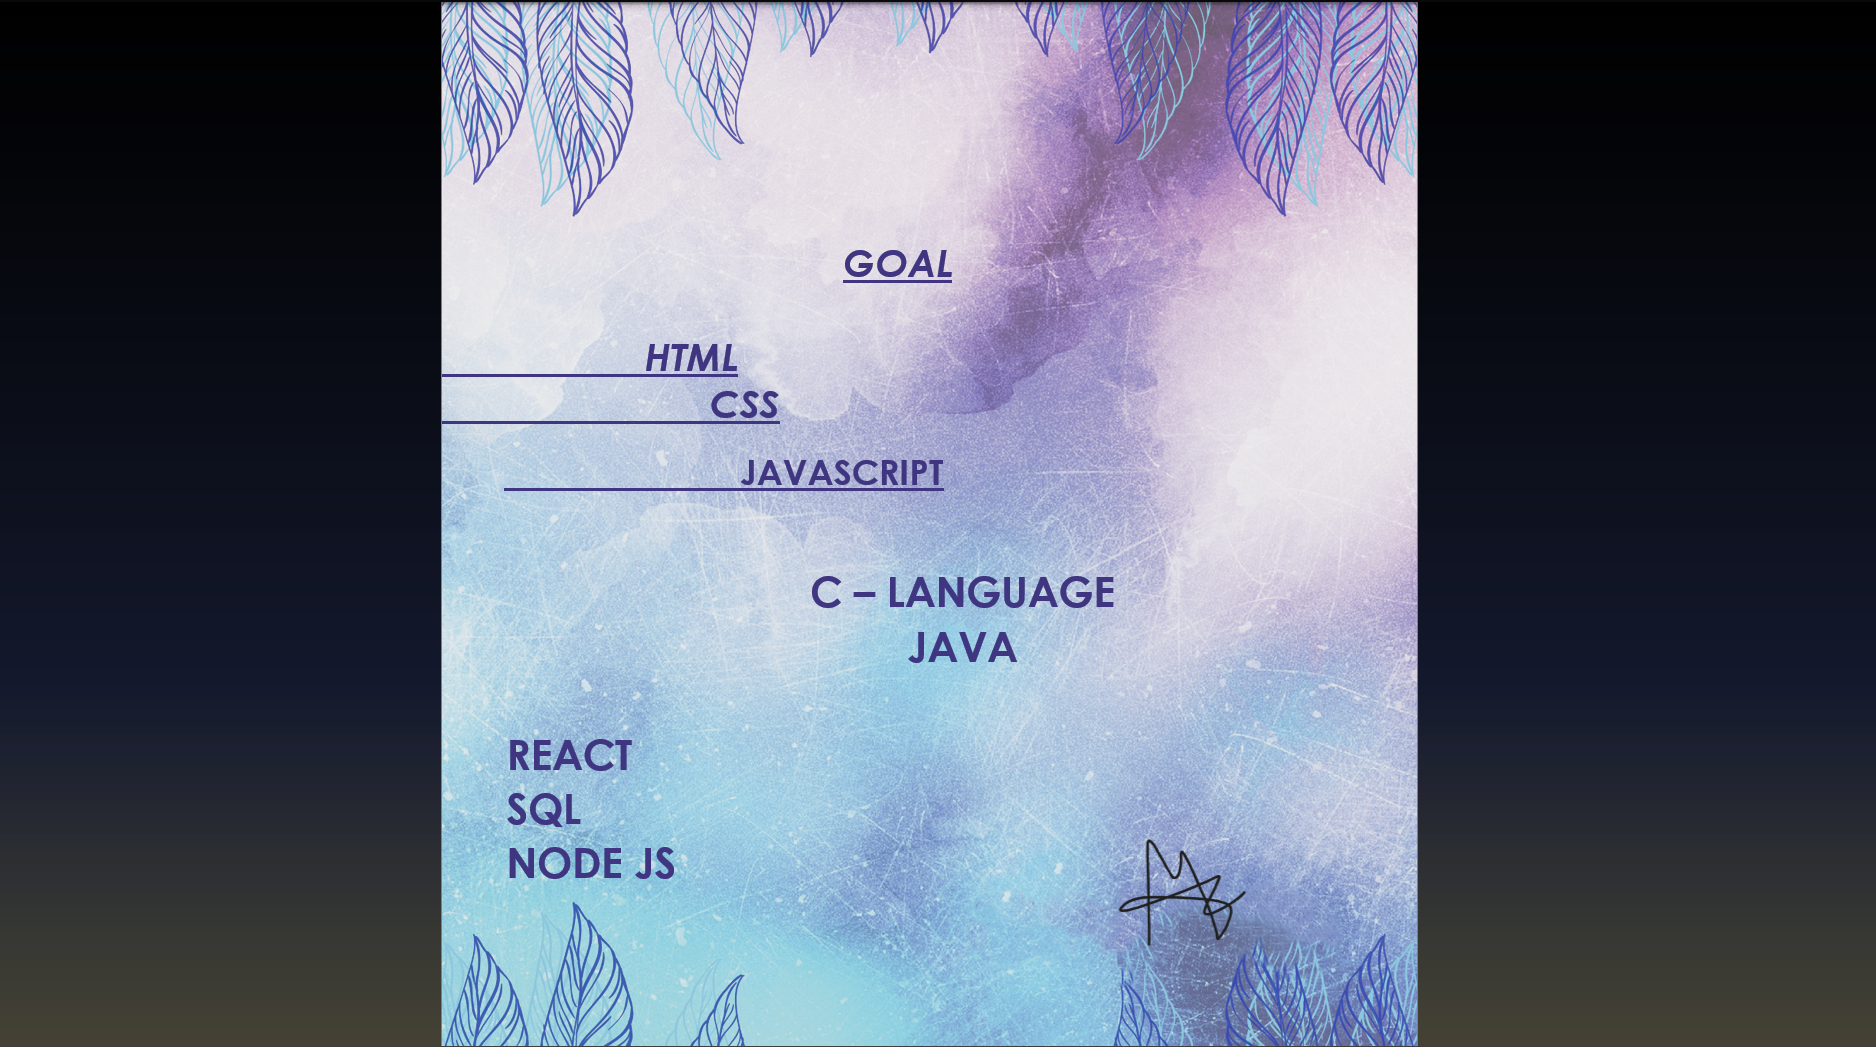 GOAL
HTML
CSS
JAVASCRIPT
C – LANGUAGE
JAVA
REACT
SQL
NODE JS